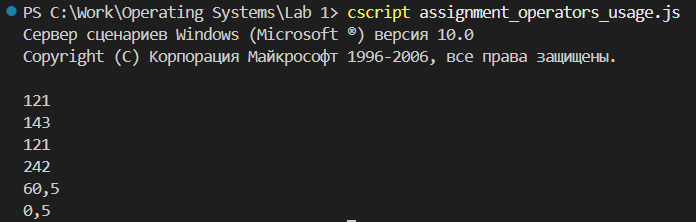 PS C:\Work\Operating Systems\Lab 1> cscript assignment_operators_usage.js
Сервер сценариев Windows (Microsoft ®) версия 10.0
Copyright (C) Корпорация Майкрософт 1996-2006, все права защищены.
121
143
121
242
60,5
0,5